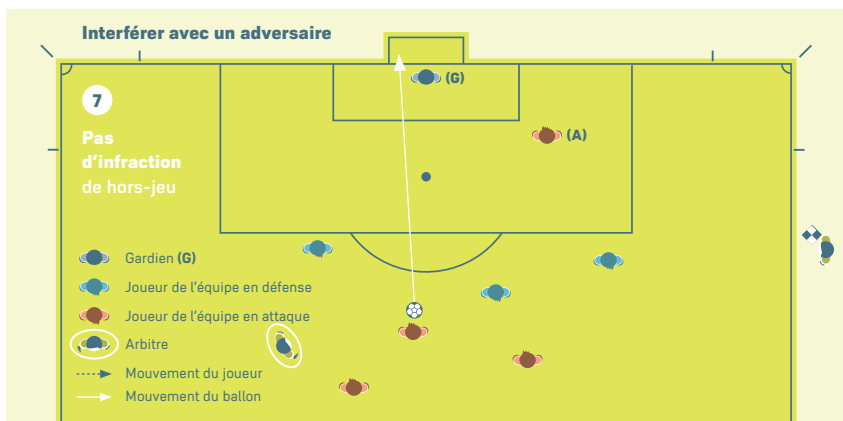 Interférer avec un adversaire
(G)
7
(A)
Pas
d’infraction
de hors-jeu
Gardien (G)
Joueur de l’équipe en défense
Joueur de l’équipe en attaque
Arbitre
Mouvement du joueur
Mouvement du ballon